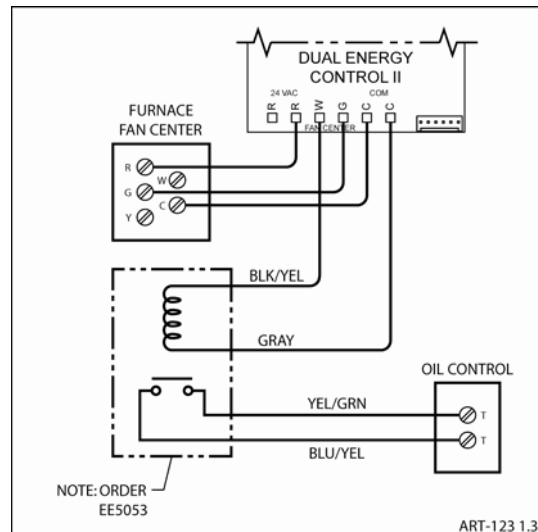 DUAL ENERGY
CONTROL II
24 VAC COM
R R W G C C
FAN CENTER
FURNACE
FAN CENTER
R
W
G
C
Y
BLK/YEL
GRAY
OIL CONTROL
YEL/GRN
T
T
BLU/YEL
NOTE: ORDER
EE5053
ART-123 1.3